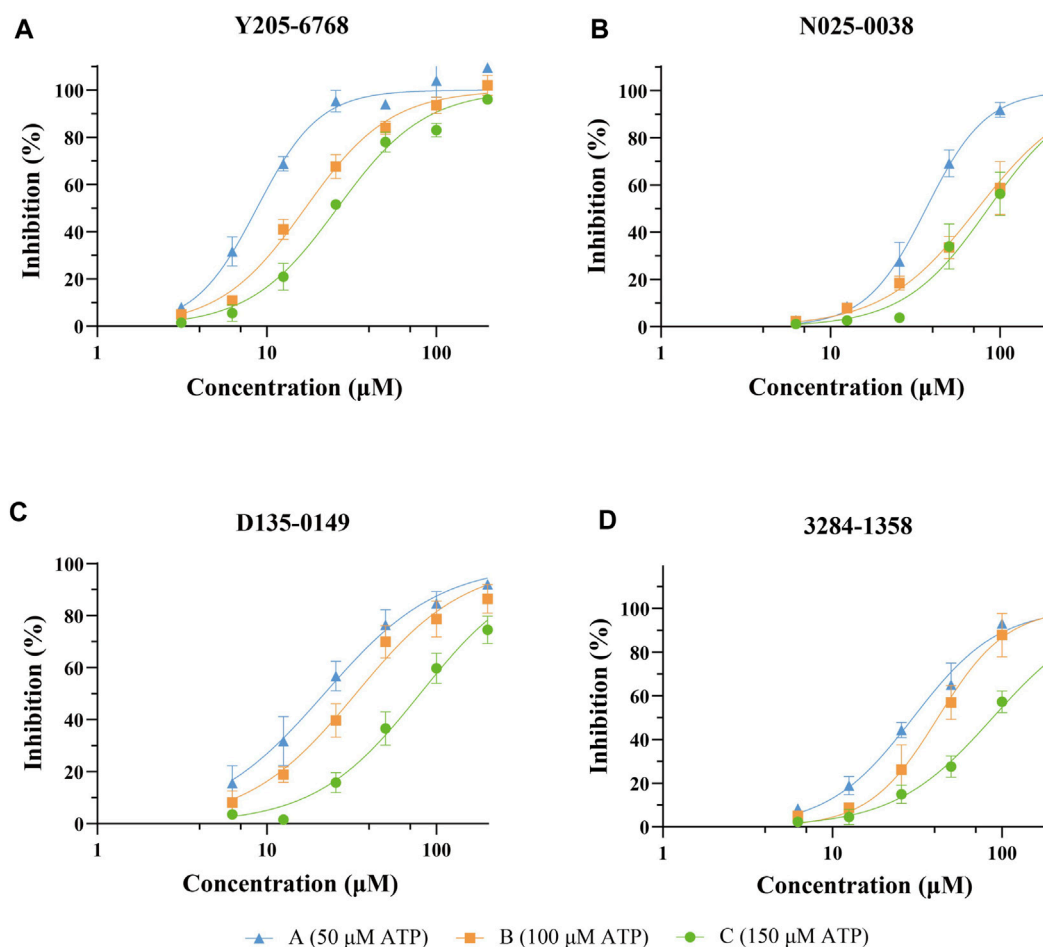 A
Y205-6768
Inhibition (%)
100
80
60
40
20
0
1
10
100
Concentration (μM)
B
N025-0038
Inhibition (%)
100
80
60
40
20
0
1
10
100
Concentration (μM)
C
D135-0149
Inhibition (%)
100
80
60
40
20
0
1
10
100
Concentration (μM)
D
3284-1358
Inhibition (%)
100
80
60
40
20
0
1
10
100
Concentration (μM)
A (50 μM ATP) B (100 μM ATP) C (150 μM ATP)